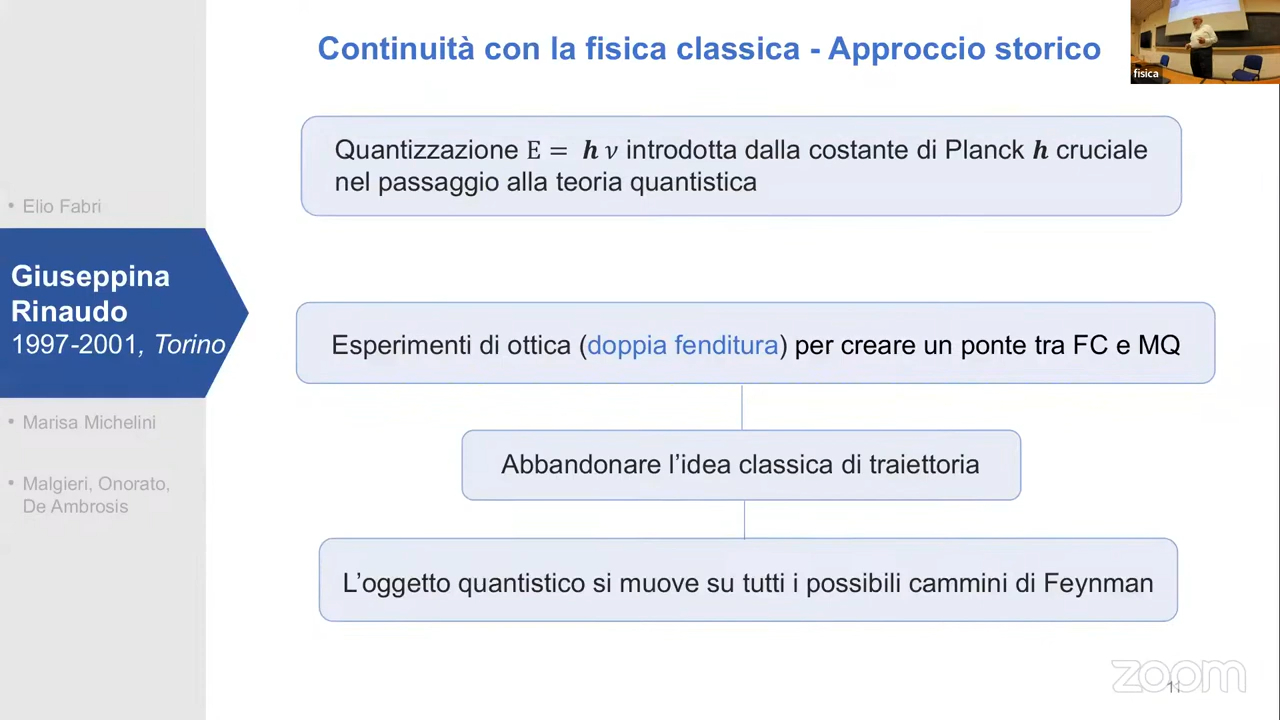 Continuità con la fisica classica - Approccio storico
fisica
Quantizzazione E = h ν introdotta dalla costante di Planck h cruciale
nel passaggio alla teoria quantistica
• Elio Fabri
Giuseppina
Rinaudo
1997-2001, Torino
• Marisa Michelini
• Malgieri, Onorato,
De Ambrosis
Esperimenti di ottica (doppia fenditura) per creare un ponte tra FC e MQ
Abbandonare l’idea classica di traiettoria
L’oggetto quantistico si muove su tutti i possibili cammini di Feynman
zoom